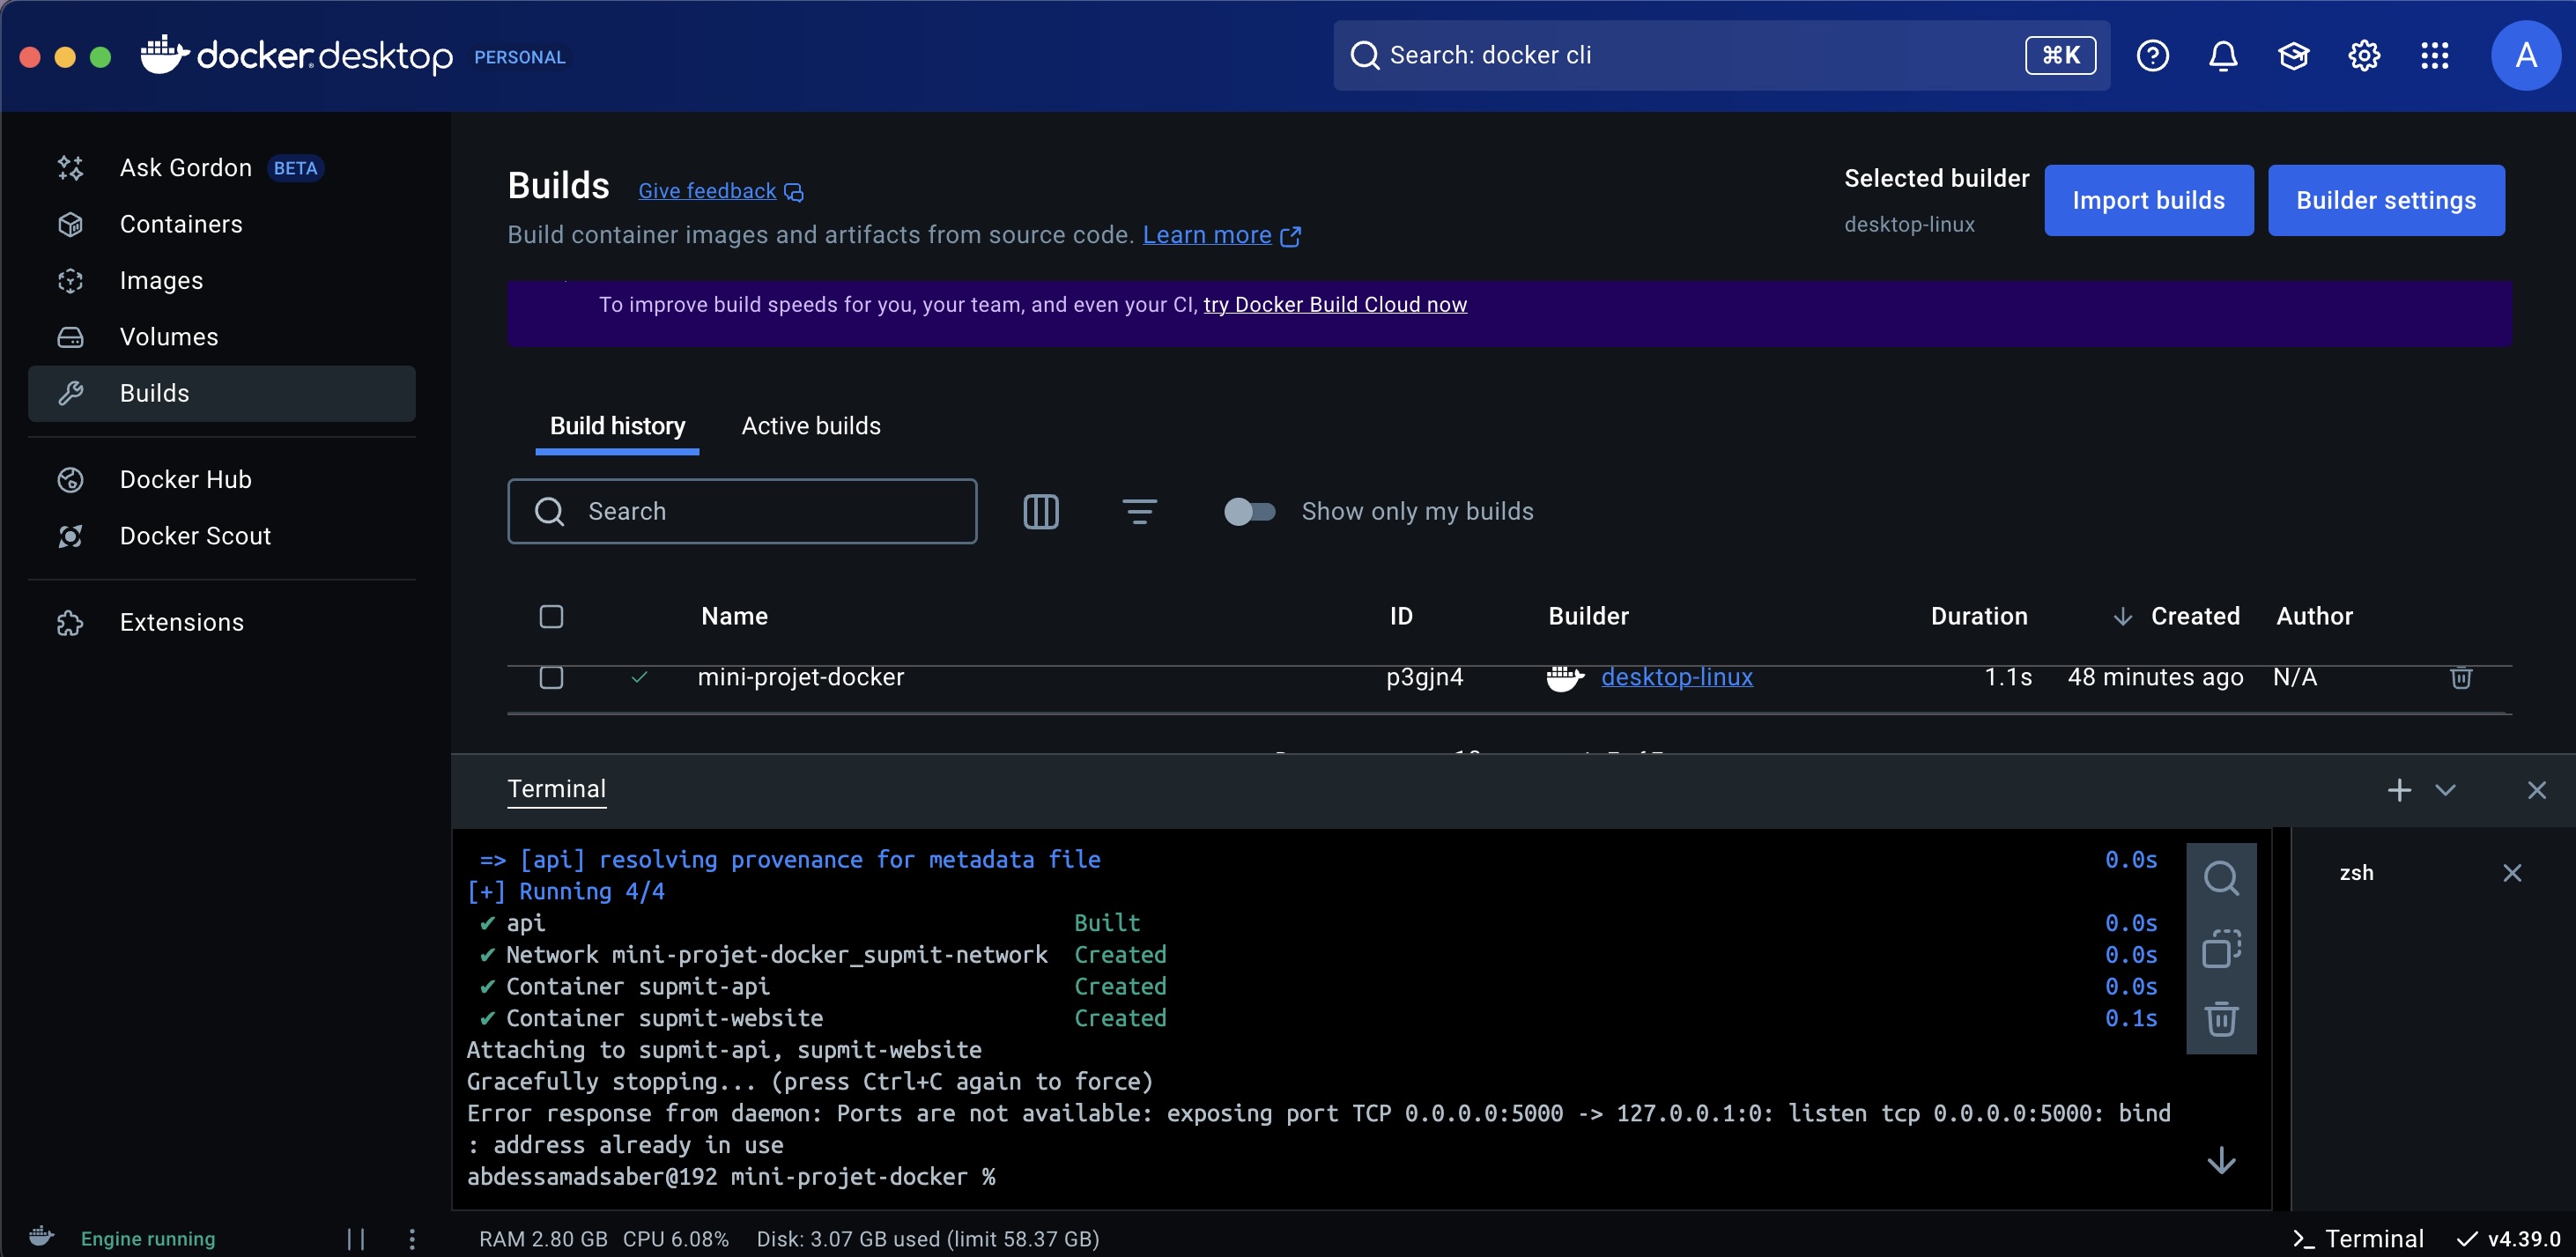 docker.desktop PERSONAL
Search: docker cli ⌘K
A
Ask Gordon BETA
Containers
Images
Volumes
Builds
Docker Hub
Docker Scout
Extensions
Builds Give feedback
Build container images and artifacts from source code. Learn more
Selected builder
desktop-linux
Import builds
Builder settings
To improve build speeds for you, your team, and even your CI, try Docker Build Cloud now
Build history Active builds
Search
Show only my builds
Name ID Builder Duration Created Author
mini-projet-docker p3gjn4 desktop-linux 1.1s 48 minutes ago N/A
Terminal
=> [api] resolving provenance for metadata file 0.0s
[+] Running 4/4
✔ api Built 0.0s
✔ Network mini-projet-docker_supmit-network Created 0.0s
✔ Container supmit-api Created 0.0s
✔ Container supmit-website Created 0.1s
Attaching to supmit-api, supmit-website
Gracefully stopping... (press Ctrl+C again to force)
Error response from daemon: Ports are not available: exposing port TCP 0.0.0.0:5000 -> 127.0.0.1:0: listen tcp 0.0.0.0:5000: bind
: address already in use
abdessamadsaber@192 mini-projet-docker %
zsh
Engine running
RAM 2.80 GB CPU 6.08% Disk: 3.07 GB used (limit 58.37 GB)
Terminal
v4.39.0